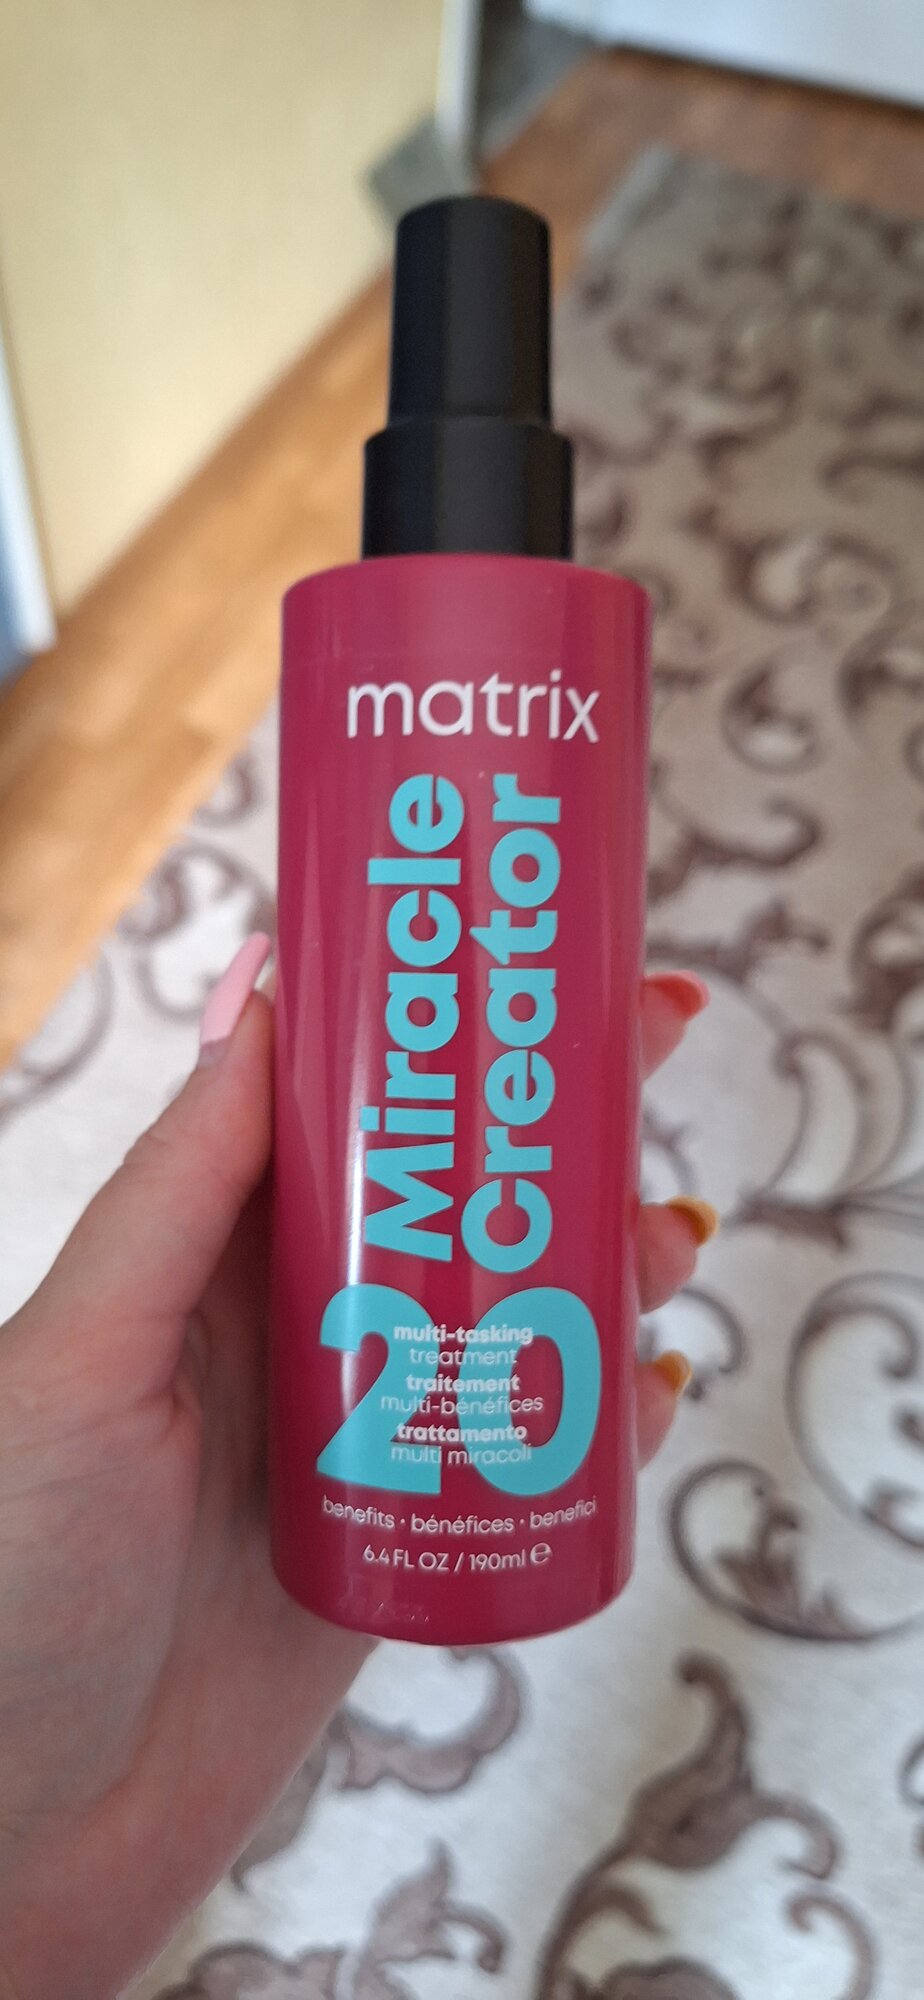 matrix
Miracle
Creator
20
multi-tasking
treatment
traitement
multi-bénéfices
trattamento
multi miracoli
benefits · bénéfices · benefici
6.4 FL OZ / 190ml ℮